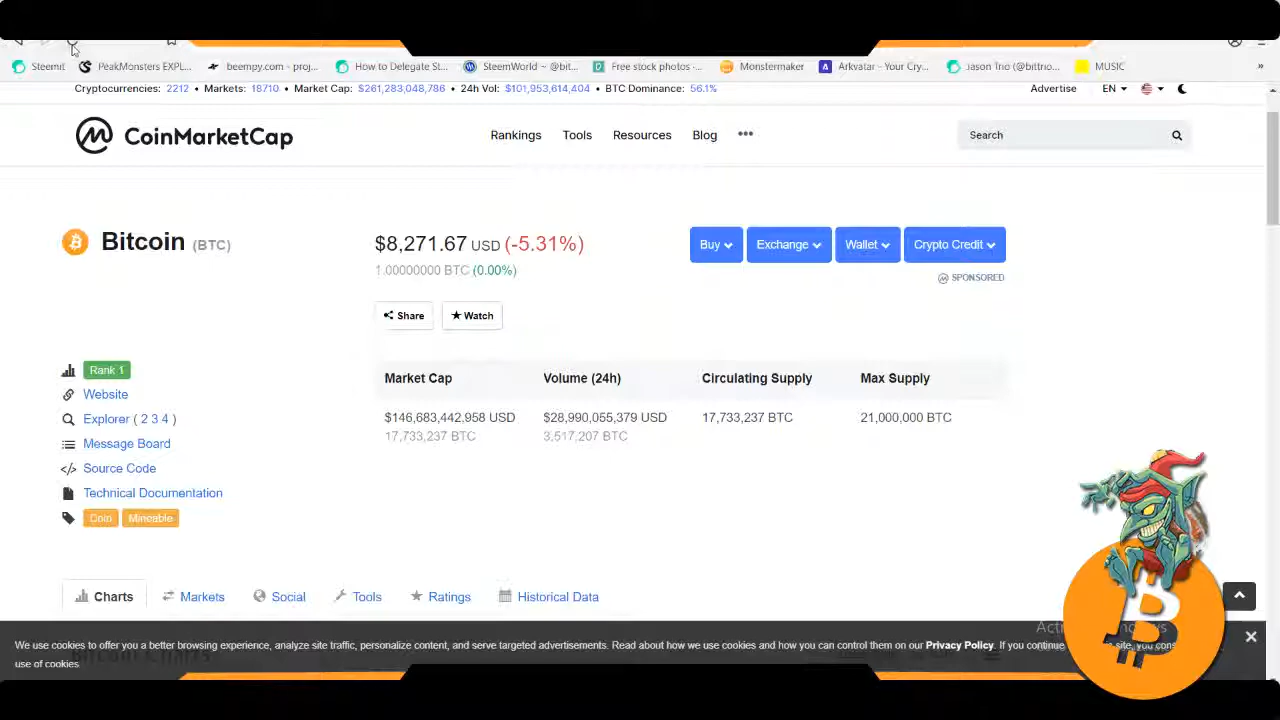 Steemit PeakMonsters EXPL... beempy.com - proj... How to Delegate St... SteemWorld ~ @bit... Free stock photos -... Monstermaker Arkvatar - Your Cry... Jason Trio (@bittno... MUSIC »
Cryptocurrencies: 2212 • Markets: 18710 • Market Cap: $261,283,048,786 • 24h Vol: $101,953,614,404 • BTC Dominance: 56.1% Advertise EN
CoinMarketCap Rankings Tools Resources Blog ••• Search
Bitcoin (BTC) $8,271.67 USD (-5.31%) Buy Exchange Wallet Crypto Credit
1.00000000 BTC (0.00%)
SPONSORED
Share Watch
Rank 1
Market Cap Volume (24h) Circulating Supply Max Supply
Website
$146,683,442,958 USD $28,990,055,379 USD 17,733,237 BTC 21,000,000 BTC
Explorer ( 2 3 4 )
17,733,237 BTC 3,517,207 BTC
Message Board
Source Code
Technical Documentation
Coin Mineable
Charts Markets Social Tools Ratings Historical Data
We use cookies to offer you a better browsing experience, analyze site traffic, personalize content, and serve targeted advertisements. Read about how we use cookies and how you can control them on our Privacy Policy. If you continue
use of cookies.